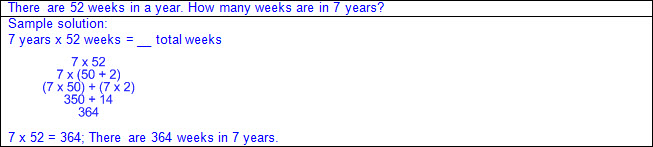 There are 52 weeks in a year. How many weeks are in 7 years?
Sample solution:
7 years x 52 weeks = __ total weeks
7 x 52
7 x (50 + 2)
(7 x 50) + (7 x 2)
350 + 14
364
7 x 52 = 364; There are 364 weeks in 7 years.